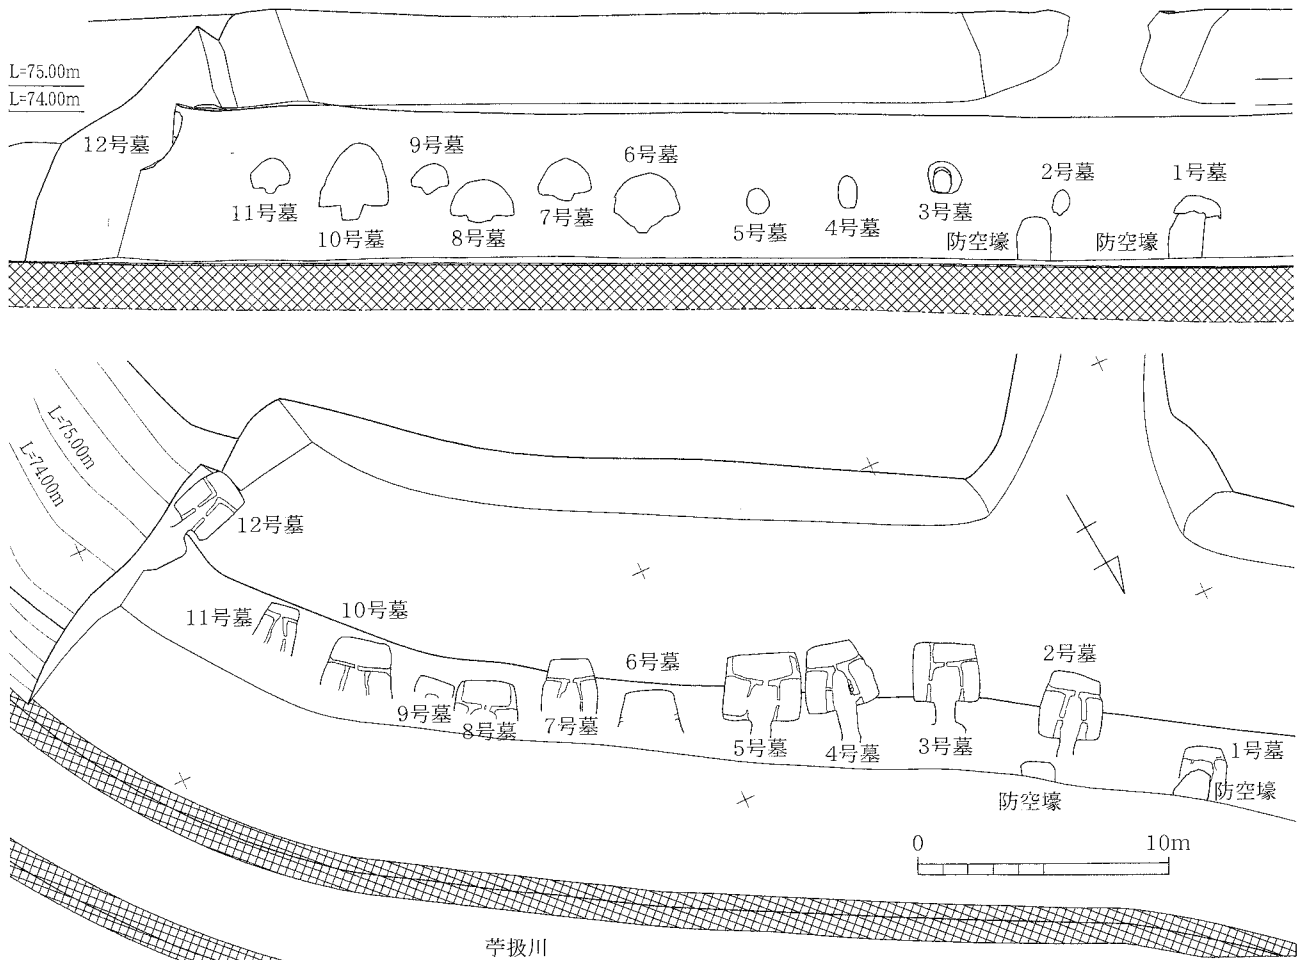 L=75.00m
L=74.00m
12号墓
11号墓
10号墓
9号墓
8号墓
7号墓
6号墓
5号墓
4号墓
3号墓
2号墓
1号墓
防空壕
防空壕
L=75.00m
L=74.00m
12号墓
11号墓
10号墓
9号墓
8号墓
7号墓
6号墓
5号墓
4号墓
3号墓
2号墓
1号墓
防空壕
防空壕
0 10m
苧扱川